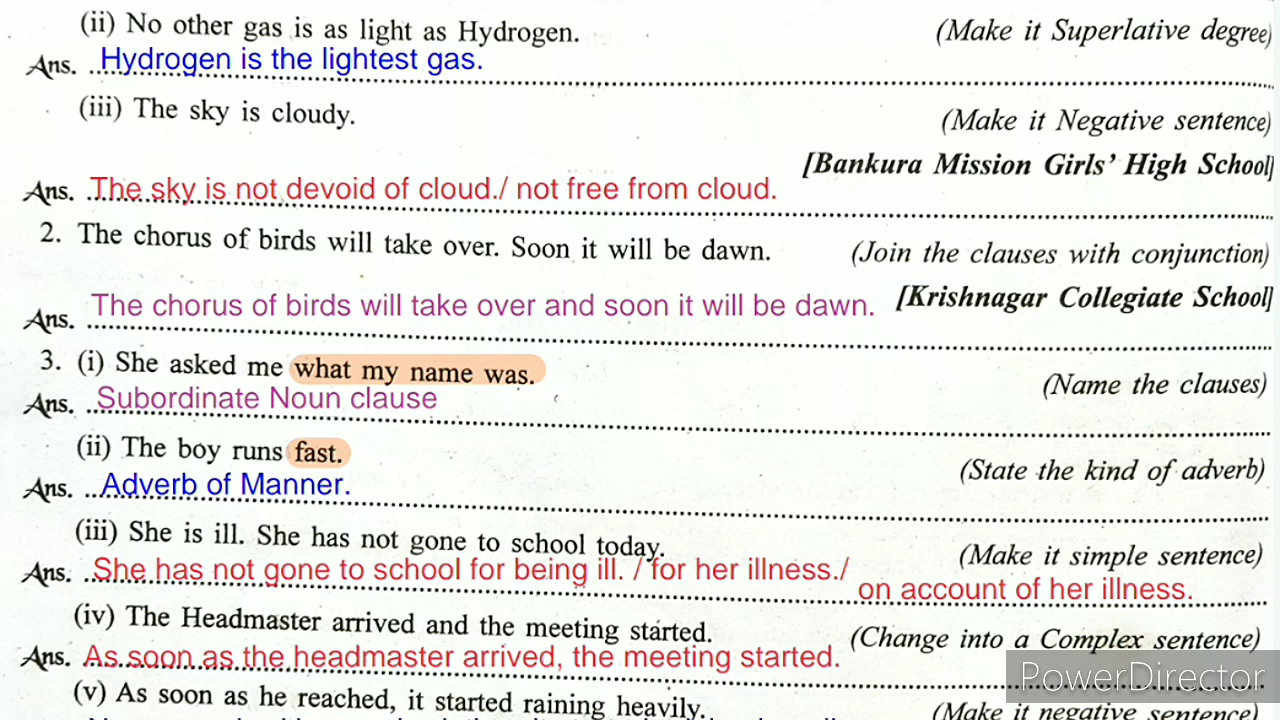 (ii) No other gas is as light as Hydrogen. (Make it Superlative degree)
Ans. Hydrogen is the lightest gas.
(iii) The sky is cloudy. (Make it Negative sentence)
[Bankura Mission Girls' High School]
Ans. The sky is not devoid of cloud./ not free from cloud.
2. The chorus of birds will take over. Soon it will be dawn. (Join the clauses with conjunction)
[Krishnagar Collegiate School]
Ans. The chorus of birds will take over and soon it will be dawn.
3. (i) She asked me what my name was. (Name the clauses)
Ans. Subordinate Noun clause
(ii) The boy runs fast. (State the kind of adverb)
Ans. Adverb of Manner.
(iii) She is ill. She has not gone to school today. (Make it simple sentence)
Ans. She has not gone to school for being ill. / for her illness./
on account of her illness.
(iv) The Headmaster arrived and the meeting started. (Change into a Complex sentence)
Ans. As soon as the headmaster arrived, the meeting started.
PowerDirector
(v) As soon as he reached, it started raining heavily. (Make it negative sentence)